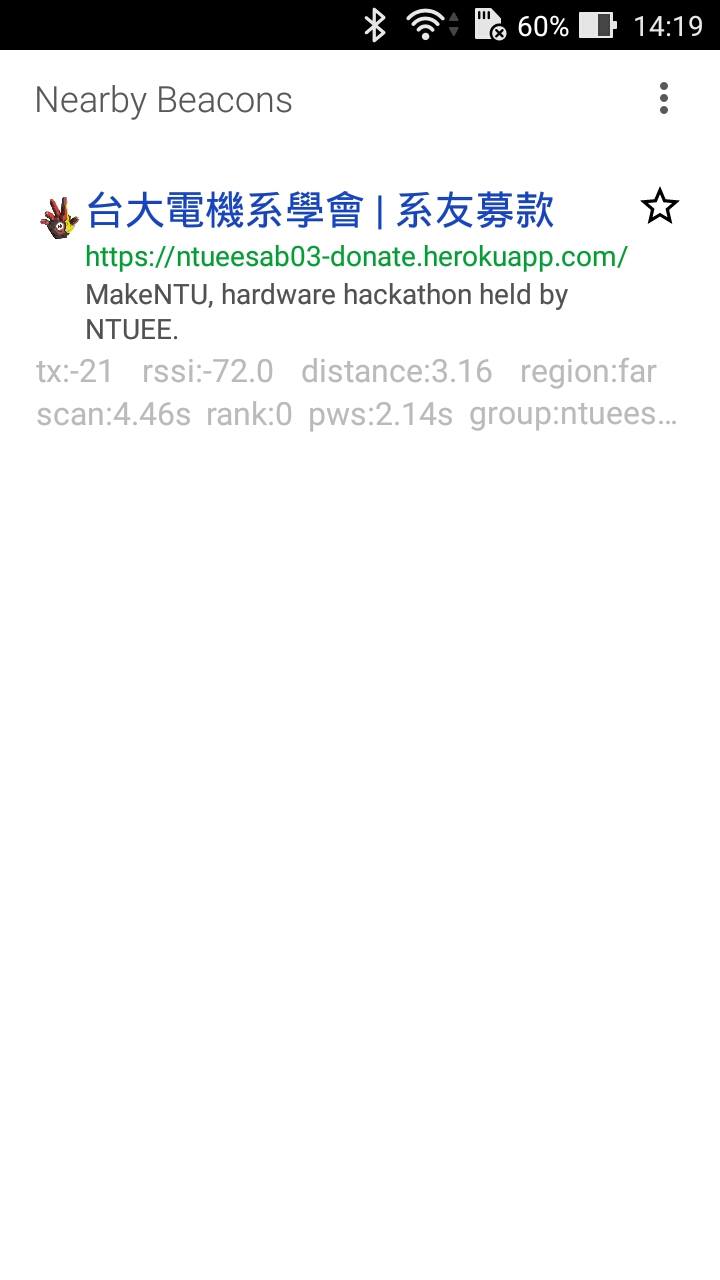 60% 14:19
Nearby Beacons
台大電機系學會 | 系友募款
https://ntueesab03-donate.herokuapp.com/
MakeNTU, hardware hackathon held by
NTUEE.
tx:-21 rssi:-72.0 distance:3.16 region:far
scan:4.46s rank:0 pws:2.14s group:ntuees…